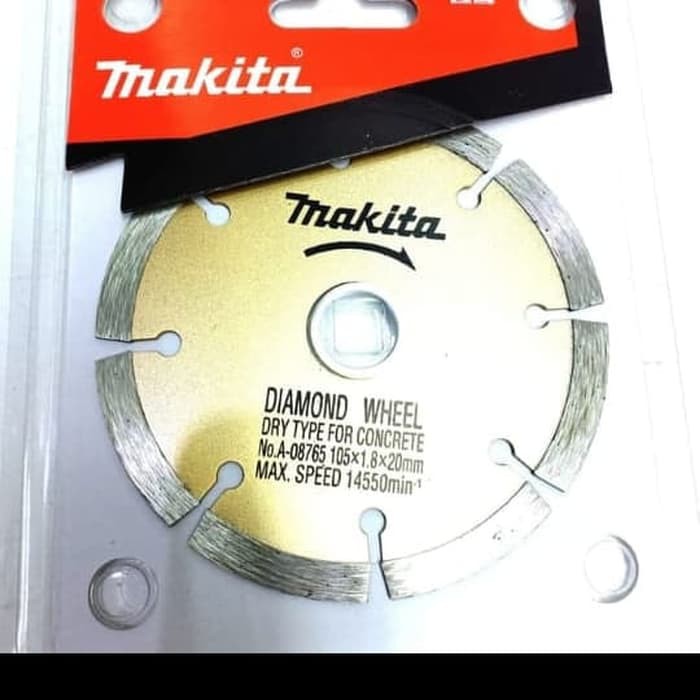 makita®
makita
DIAMOND WHEEL
DRY TYPE FOR CONCRETE
No.A-08765 105×1.8×20mm
MAX. SPEED 14550min⁻¹